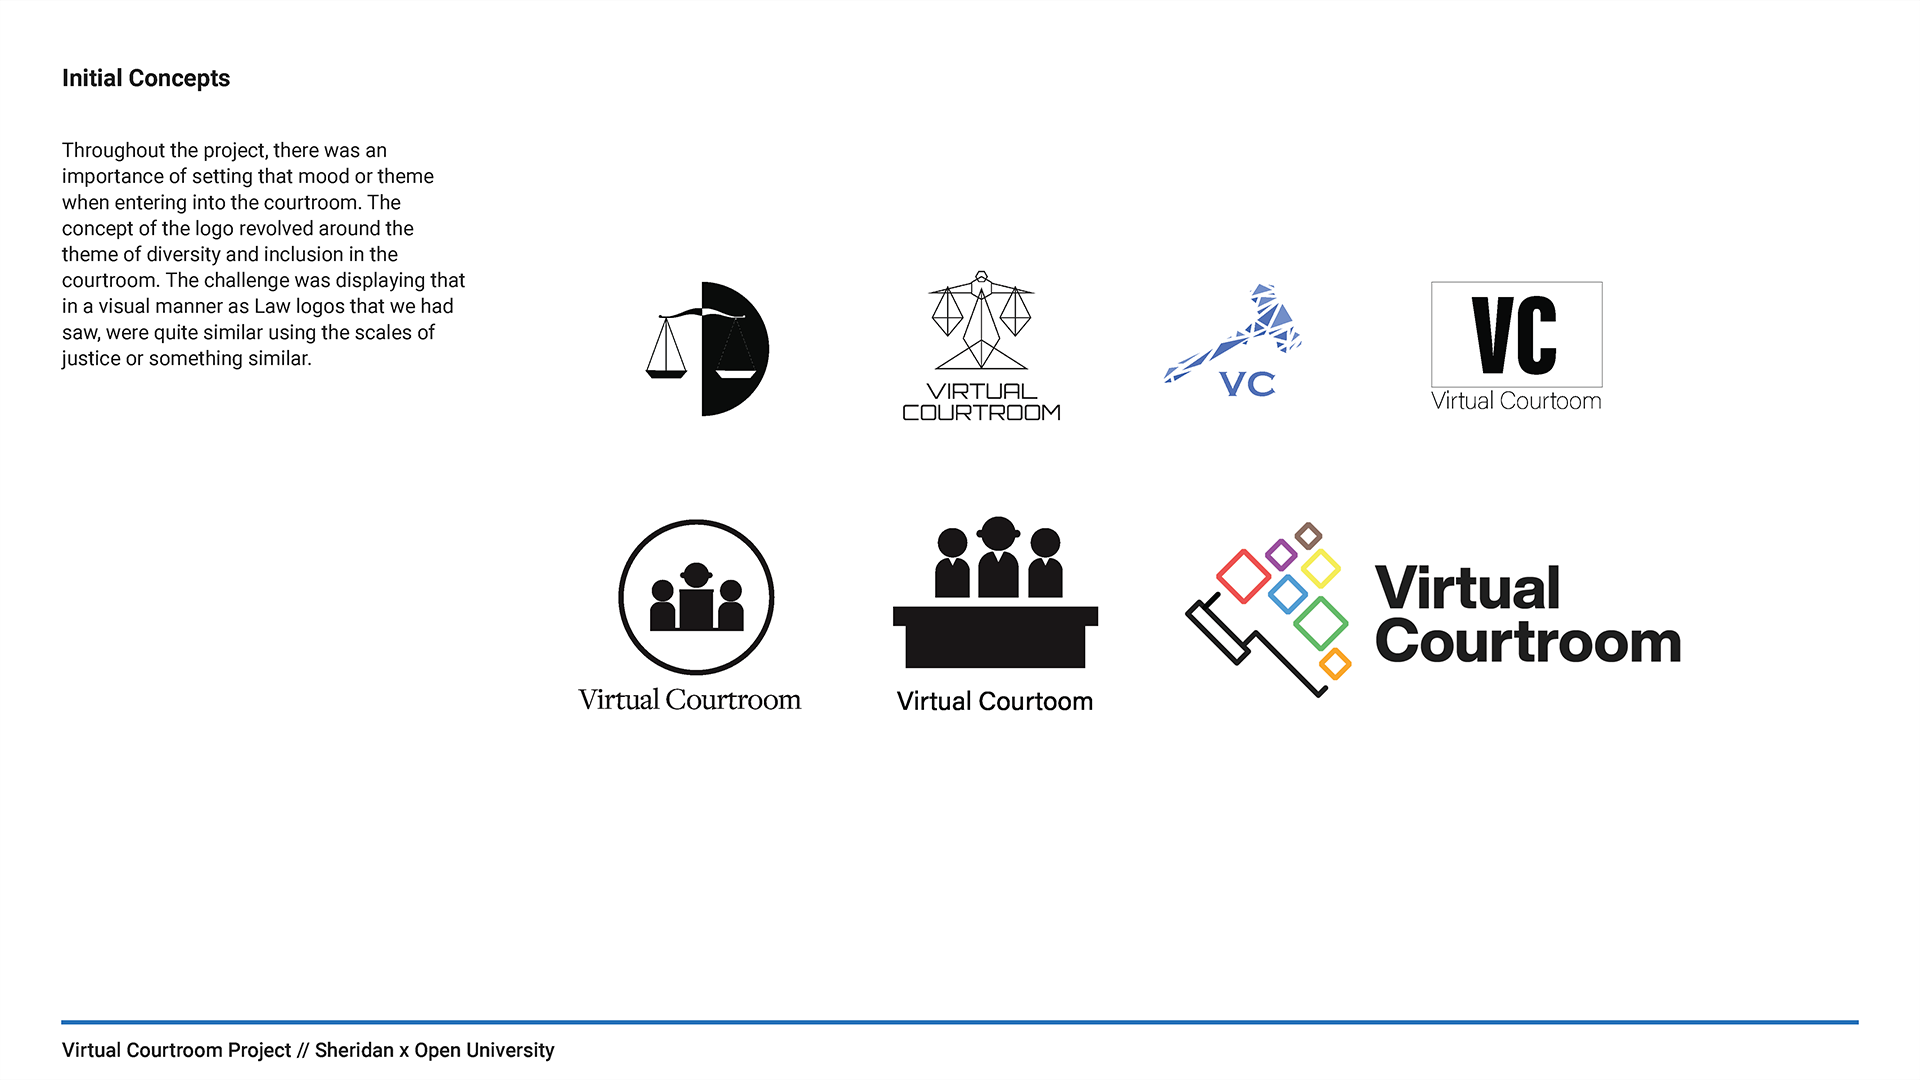 Initial Concepts
Throughout the project, there was an
importance of setting that mood or theme
when entering into the courtroom. The
concept of the logo revolved around the
theme of diversity and inclusion in the
courtroom. The challenge was displaying that
in a visual manner as Law logos that we had
saw, were quite similar using the scales of
justice or something similar.
VIRTUAL
COURTROOM
VC
VC
Virtual Courtoom
Virtual Courtroom
Virtual Courtoom
Virtual
Courtroom
Virtual Courtroom Project // Sheridan x Open University